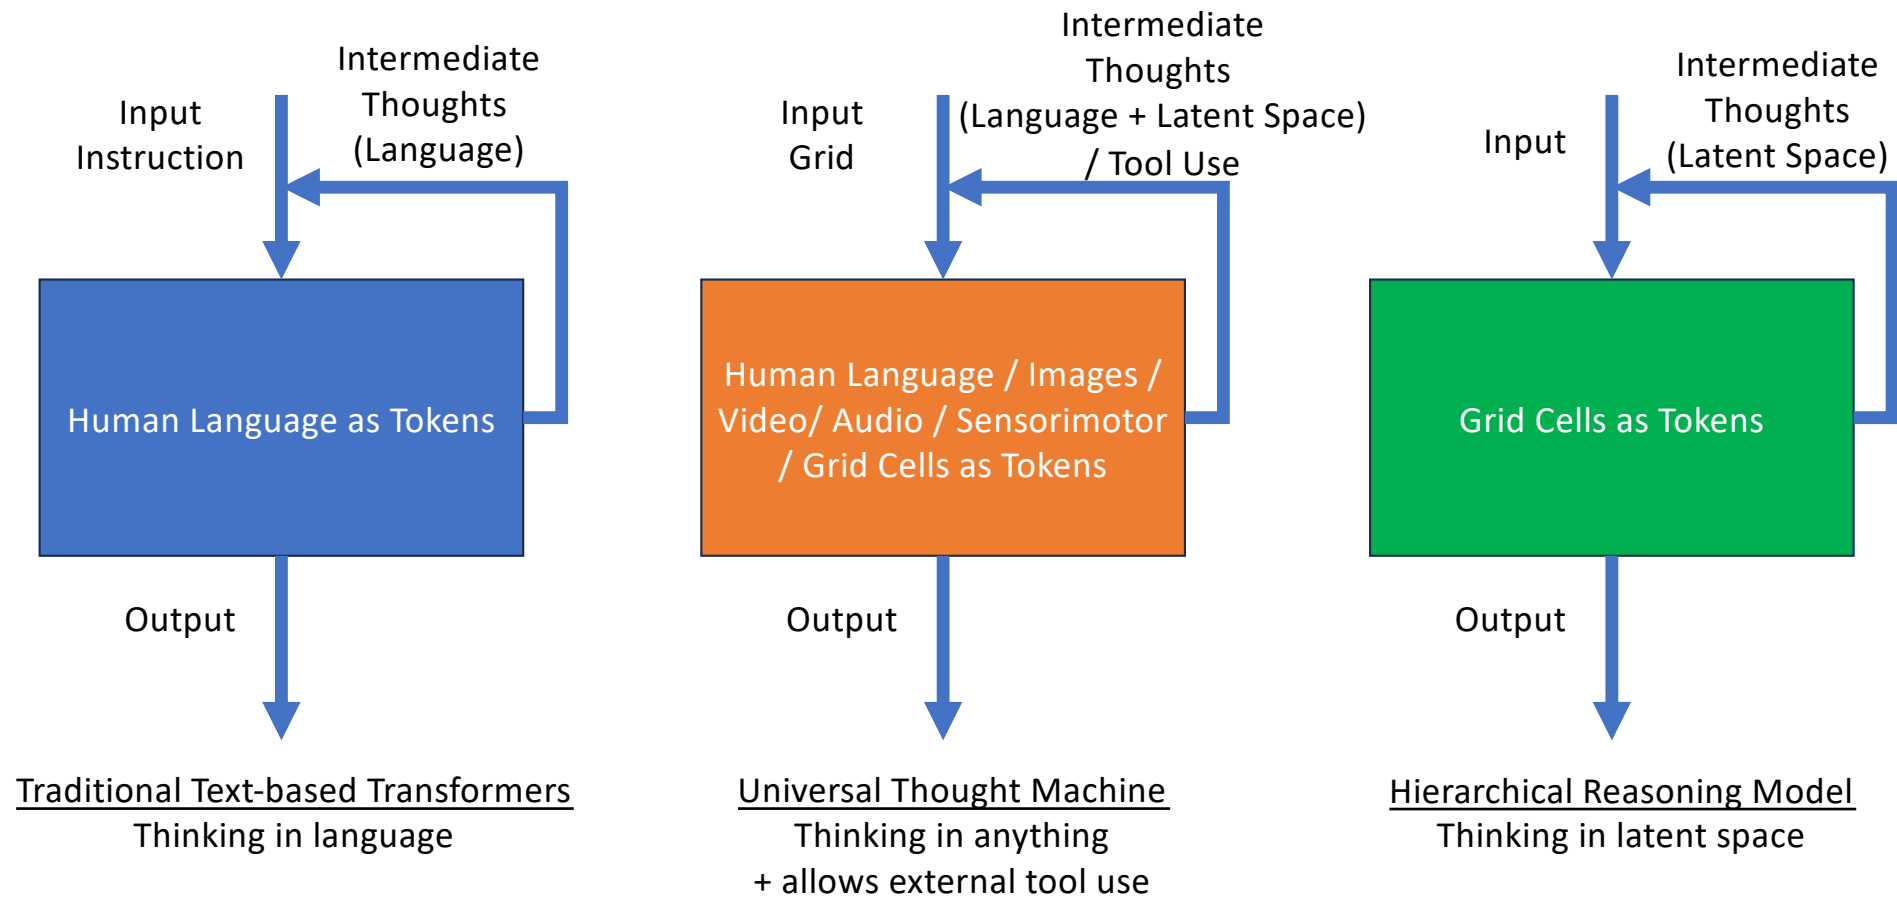 Input
Instruction
Intermediate
Thoughts
(Language)
Human Language as Tokens
Output
Traditional Text-based Transformers
Thinking in language
Input
Grid
Intermediate
Thoughts
(Language + Latent Space)
/ Tool Use
Human Language / Images /
Video/ Audio / Sensorimotor
/ Grid Cells as Tokens
Output
Universal Thought Machine
Thinking in anything
+ allows external tool use
Input
Intermediate
Thoughts
(Latent Space)
Grid Cells as Tokens
Output
Hierarchical Reasoning Model
Thinking in latent space